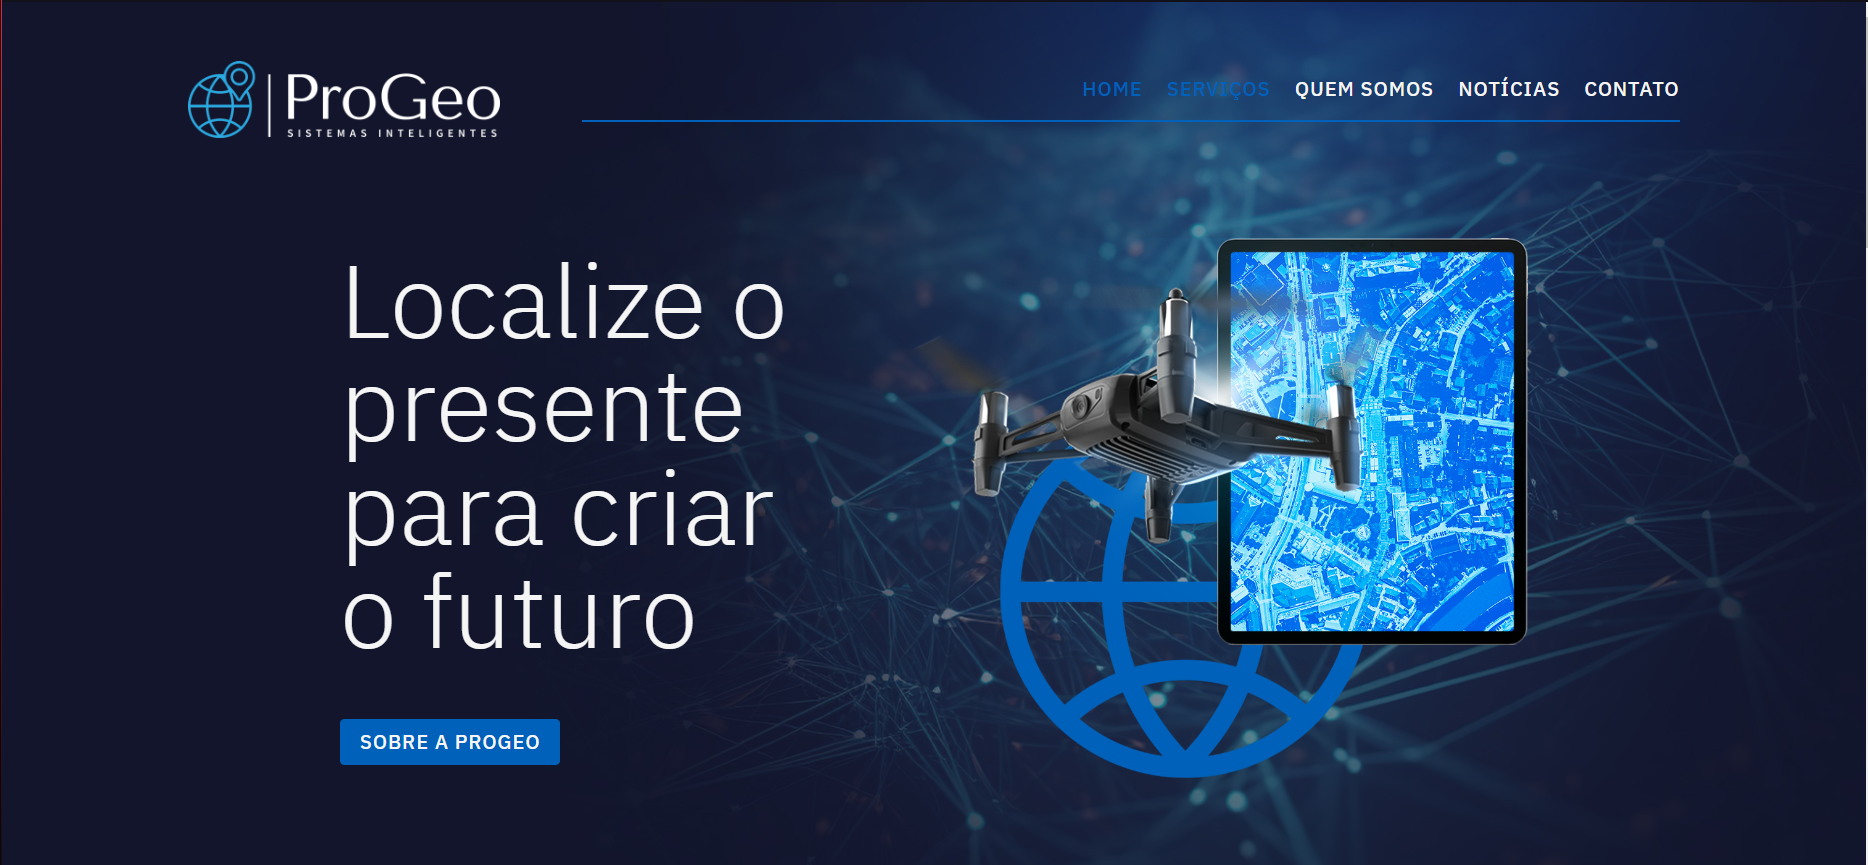 ProGeo
SISTEMAS INTELIGENTES
HOME SERVIÇOS QUEM SOMOS NOTÍCIAS CONTATO
Localize o
presente
para criar
o futuro
SOBRE A PROGEO